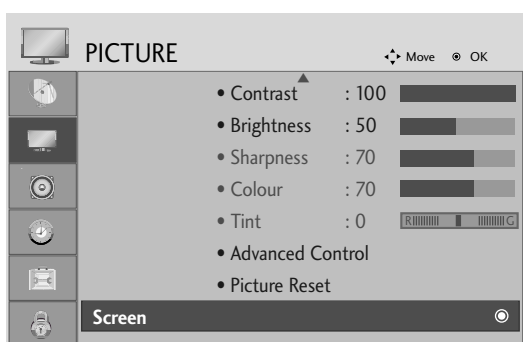 PICTURE Move OK
• Contrast : 100
• Brightness : 50
• Sharpness : 70
• Colour : 70
• Tint : 0 R G
• Advanced Control
• Picture Reset
Screen